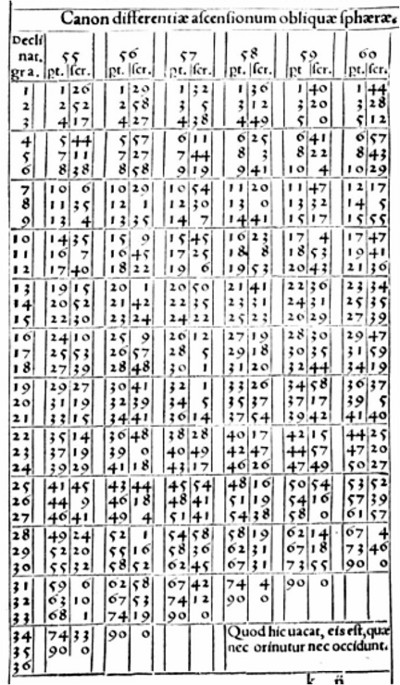 Canon differentiæ ascensionum obliquæ sphæræ.
Decli nat. gra. | 55 | 56 | 57 | 58 | 59 | 60
pt. scr. | pt. scr. | pt. scr. | pt. scr. | pt. scr. | pt. scr.
1 | 1 26 | 1 29 | 1 32 | 1 36 | 1 40 | 1 44
2 | 2 52 | 2 58 | 3 5 | 3 12 | 3 20 | 3 28
3 | 4 17 | 4 27 | 4 38 | 4 49 | 5 0 | 5 12
4 | 5 44 | 5 57 | 6 11 | 6 25 | 6 41 | 6 57
5 | 7 11 | 7 27 | 7 44 | 8 3 | 8 22 | 8 43
6 | 8 38 | 8 58 | 9 19 | 9 41 | 10 4 | 10 29
7 | 10 6 | 10 29 | 10 54 | 11 20 | 11 47 | 12 17
8 | 11 35 | 12 1 | 12 30 | 13 0 | 13 32 | 14 5
9 | 13 4 | 13 35 | 14 7 | 14 41 | 15 17 | 15 55
10 | 14 35 | 15 9 | 15 45 | 16 23 | 17 4 | 17 47
11 | 16 7 | 16 45 | 17 25 | 18 8 | 18 53 | 19 41
12 | 17 40 | 18 22 | 19 6 | 19 53 | 20 43 | 21 36
13 | 19 15 | 20 1 | 20 50 | 21 41 | 22 36 | 23 34
14 | 20 52 | 21 42 | 22 35 | 23 31 | 24 31 | 25 35
15 | 22 30 | 23 24 | 24 22 | 25 23 | 26 29 | 27 39
16 | 24 10 | 25 9 | 26 12 | 27 19 | 28 30 | 29 47
17 | 25 53 | 26 57 | 28 5 | 29 18 | 30 35 | 31 59
18 | 27 39 | 28 48 | 30 1 | 31 20 | 32 44 | 34 19
19 | 29 27 | 30 41 | 32 1 | 33 26 | 34 58 | 36 37
20 | 31 19 | 32 39 | 34 5 | 35 37 | 37 17 | 39 5
21 | 33 15 | 34 41 | 36 14 | 37 54 | 39 42 | 41 40
22 | 35 14 | 36 48 | 38 28 | 40 17 | 42 15 | 44 25
23 | 37 19 | 39 0 | 40 49 | 42 47 | 44 57 | 47 20
24 | 39 29 | 41 18 | 43 17 | 46 26 | 47 49 | 50 27
25 | 41 45 | 43 44 | 45 54 | 48 16 | 50 54 | 53 52
26 | 44 9 | 46 18 | 48 41 | 51 19 | 54 16 | 57 39
27 | 46 41 | 49 4 | 51 41 | 54 38 | 58 0 | 61 57
28 | 49 24 | 52 1 | 54 58 | 58 19 | 62 14 | 67 4
29 | 52 20 | 55 16 | 58 36 | 62 31 | 67 18 | 73 46
30 | 55 32 | 58 52 | 62 45 | 67 31 | 73 55 | 90 0
31 | 59 6 | 62 58 | 67 42 | 74 4 | 90 0
32 | 63 10 | 67 53 | 74 12 | 90 0
33 | 68 1 | 74 19 | 90 0
34 | 74 33 | 90 0 | Quod hic uacat, eis est, quæ
35 | 90 0 | nec oriuntur nec occidunt.
36
k ij